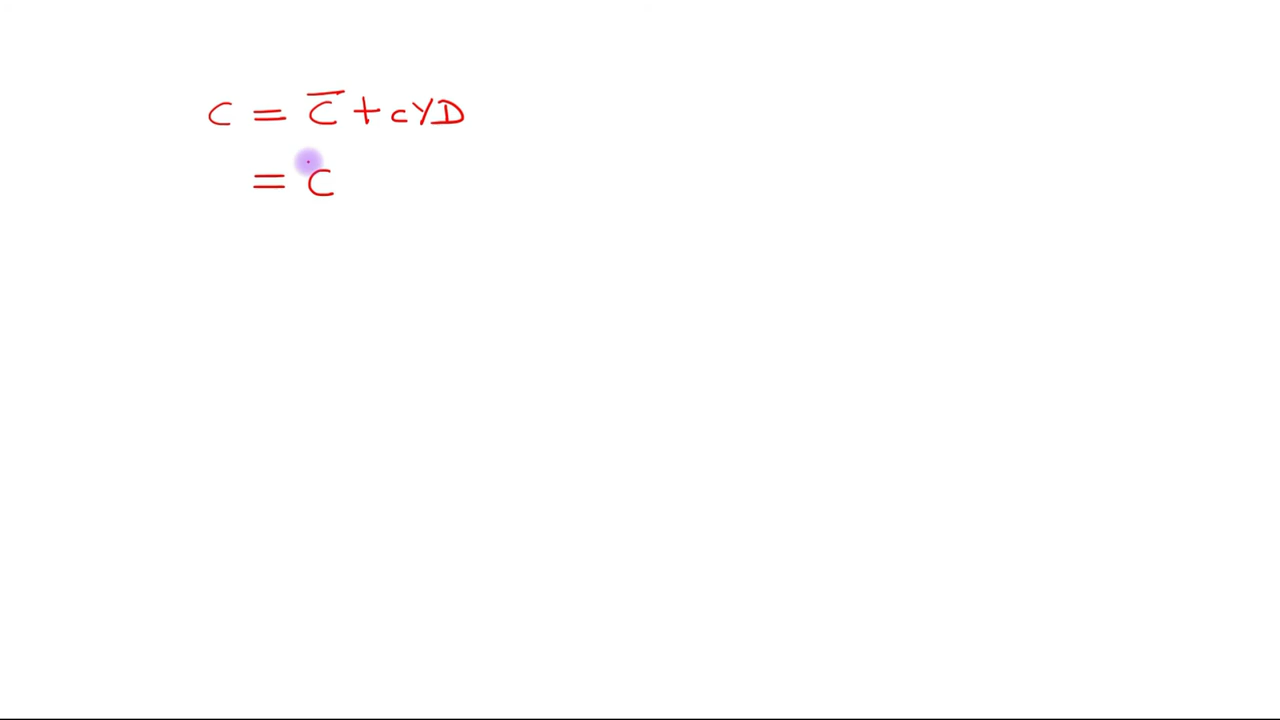 C = C̅ + cYD
= C